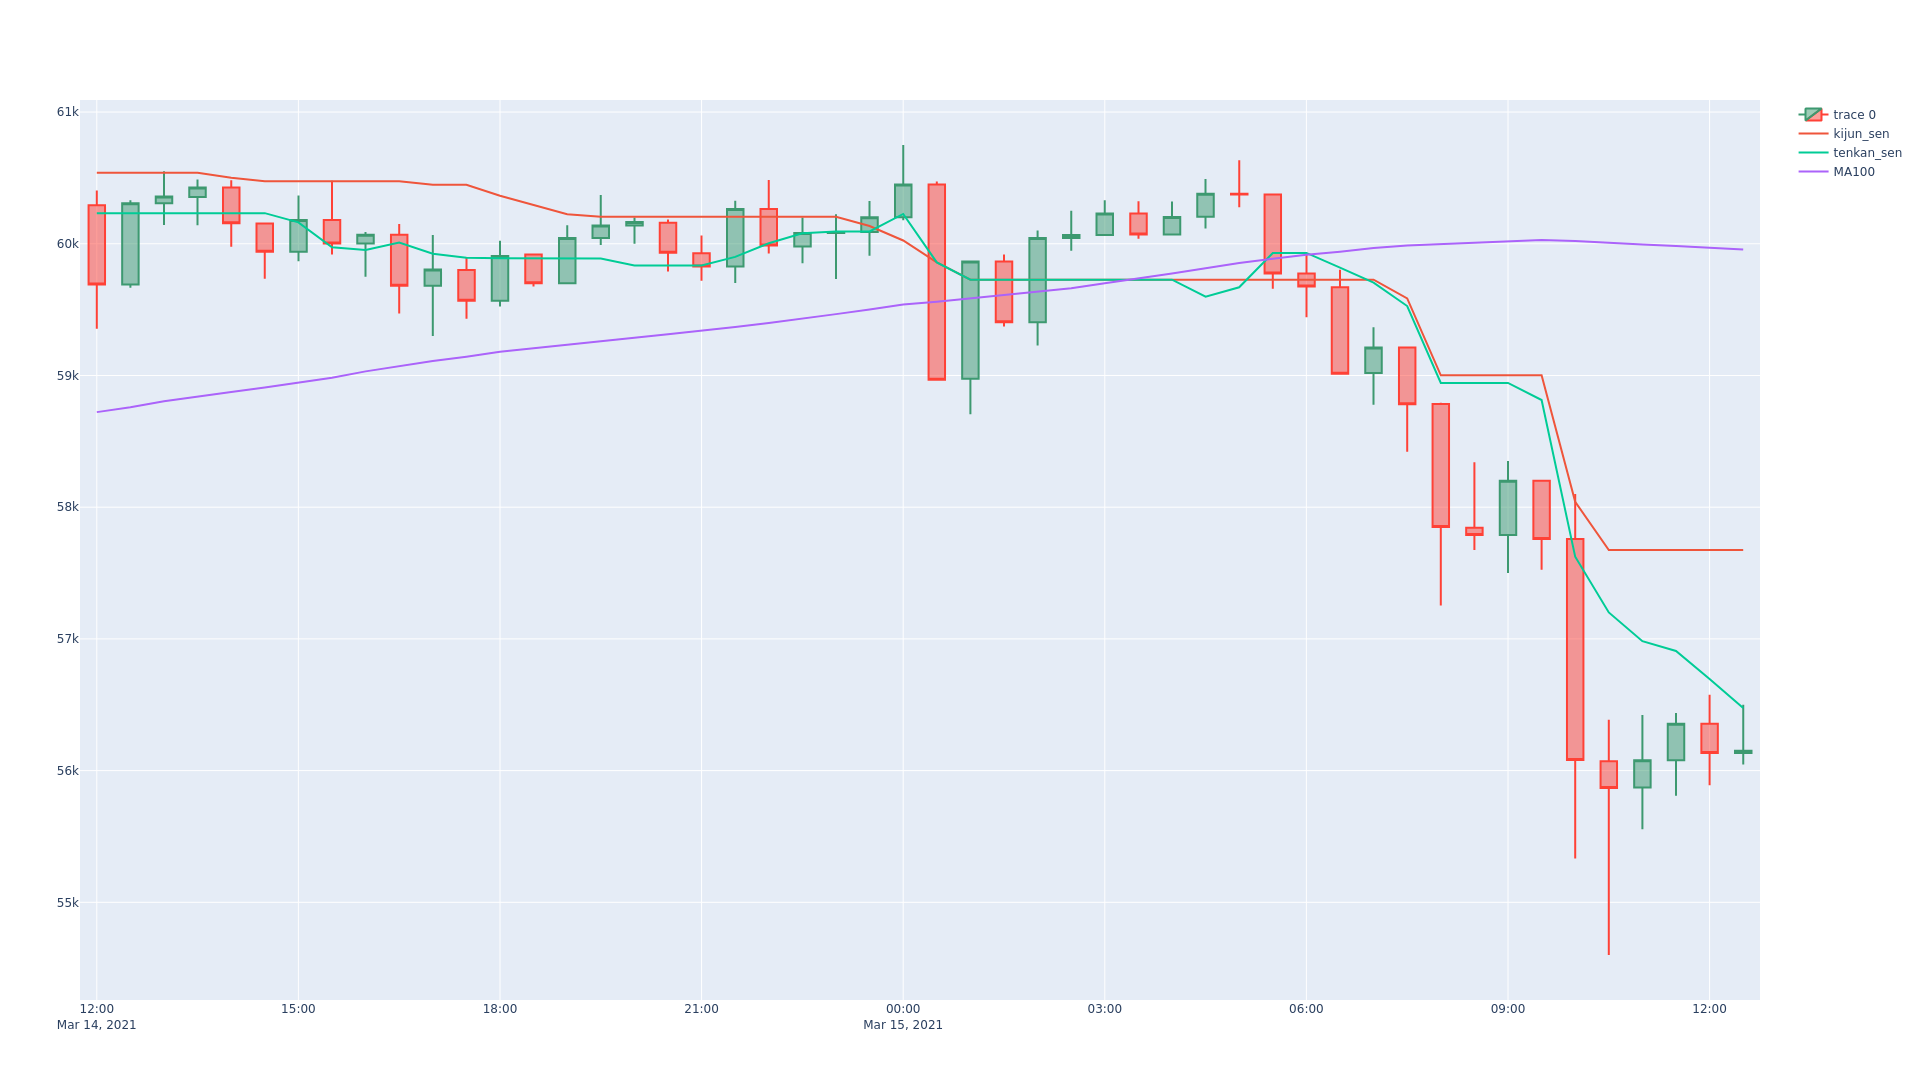 61k
60k
59k
58k
57k
56k
55k
12:00
Mar 14, 2021
15:00
18:00
21:00
00:00
Mar 15, 2021
03:00
06:00
09:00
12:00
trace 0
kijun_sen
tenkan_sen
MA100